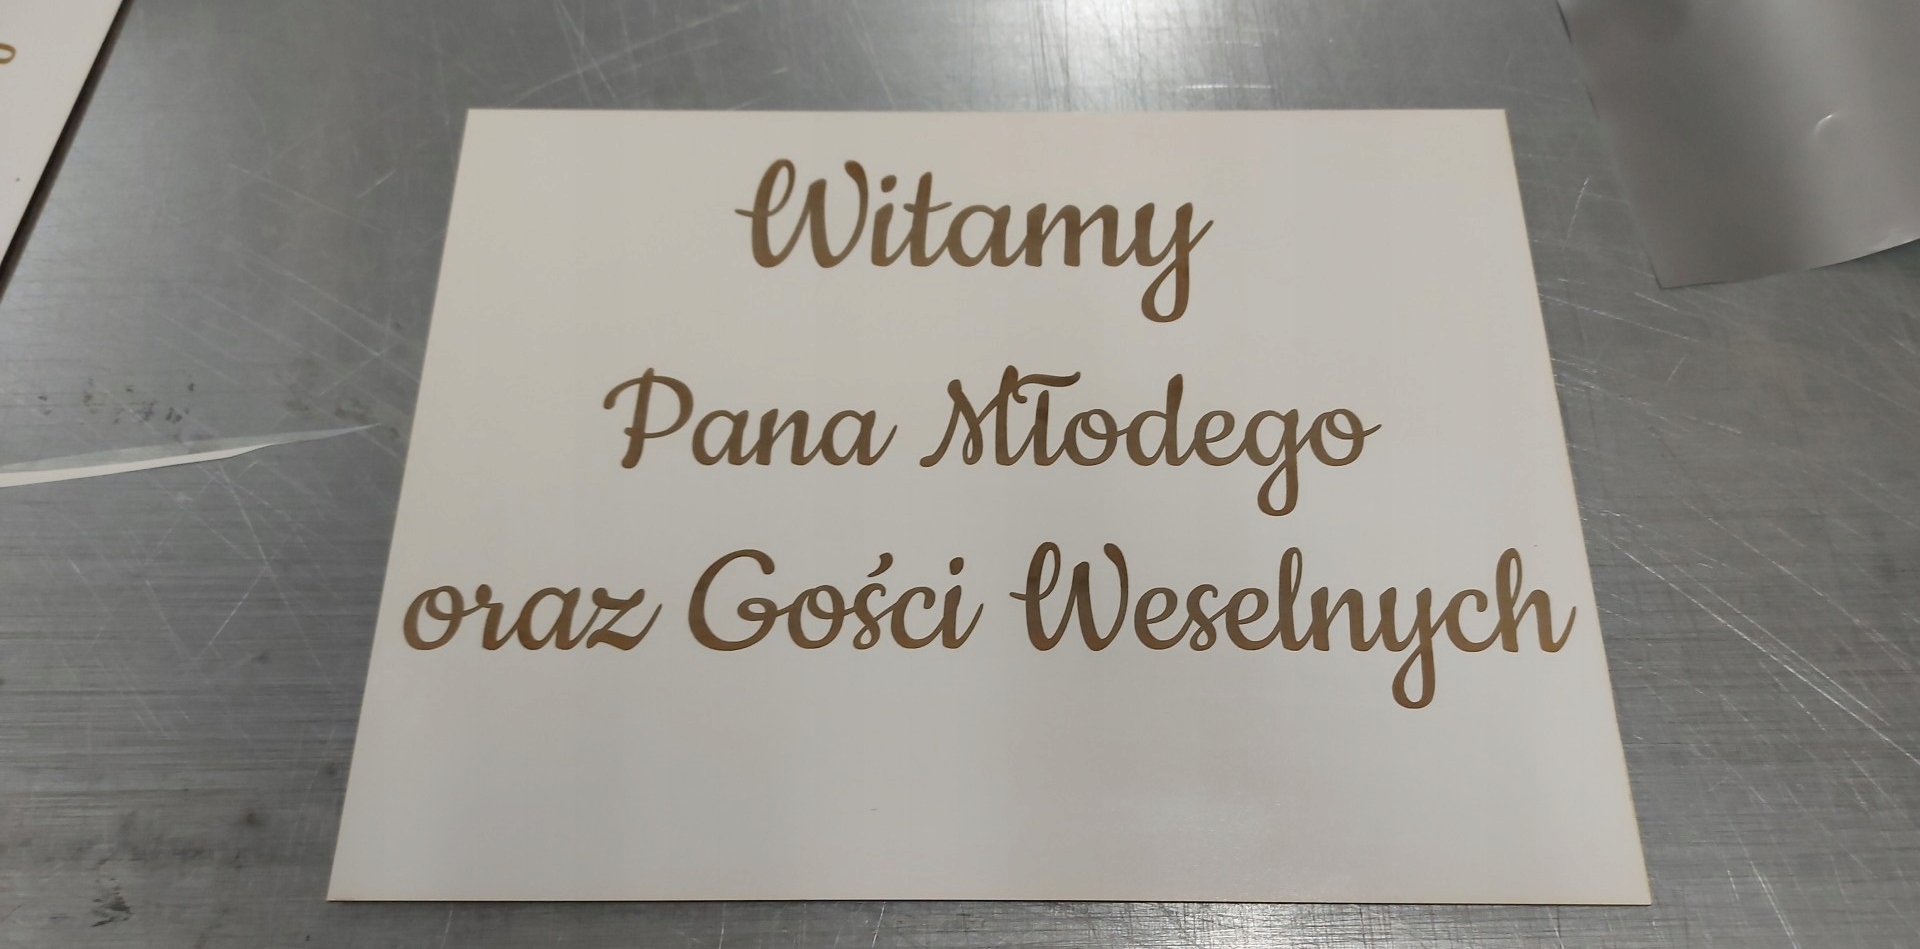 Witamy
Pana Młodego
oraz Gości Weselnych